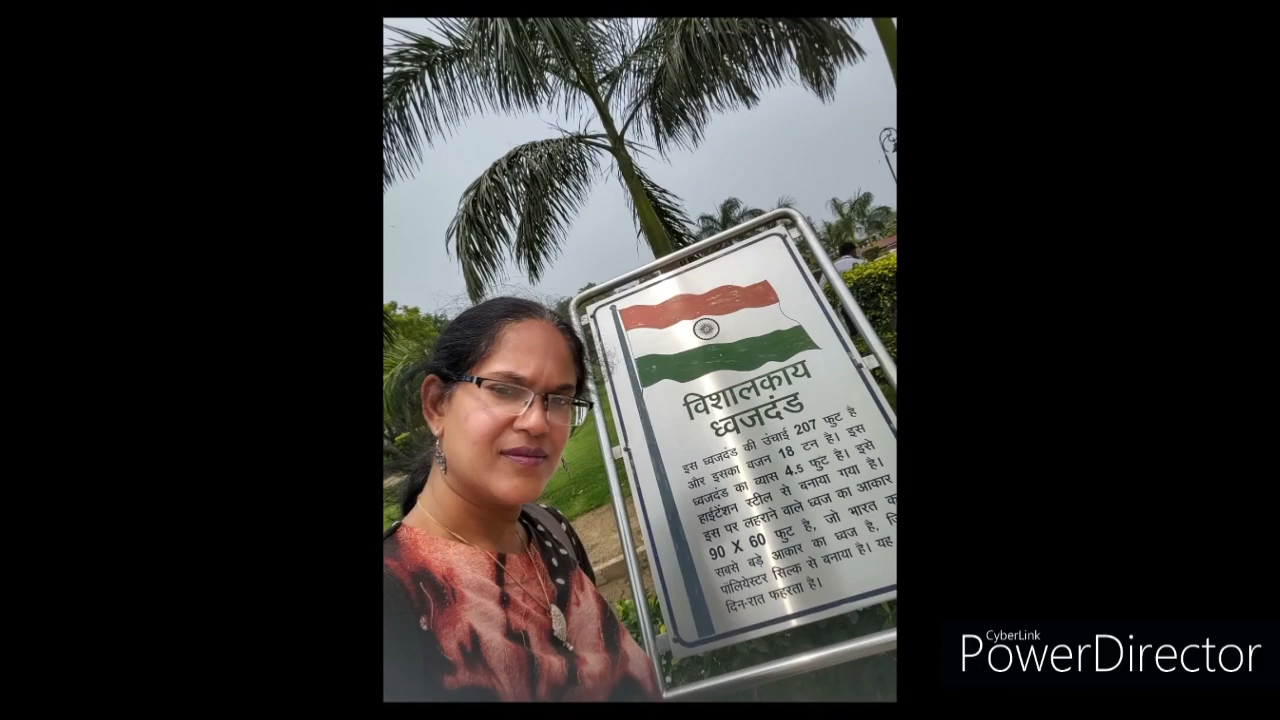 विशालकाय
ध्वजदंड
इस ध्वजदंड की उंचाई 207 फुट है
और इसका वजन 18 टन है। इस
ध्वजदंड का व्यास 4.5 फुट है। इसे
हाईटेंशन स्टील से बनाया गया है।
इस पर लहराने वाले ध्वज का आकार
90 X 60 फुट है, जो भारत
सबसे बड़े आकार का ध्वज है,
पॉलियेस्टर सिल्क से बनाया है। यह
दिन-रात फहरता है।
CyberLink
PowerDirector